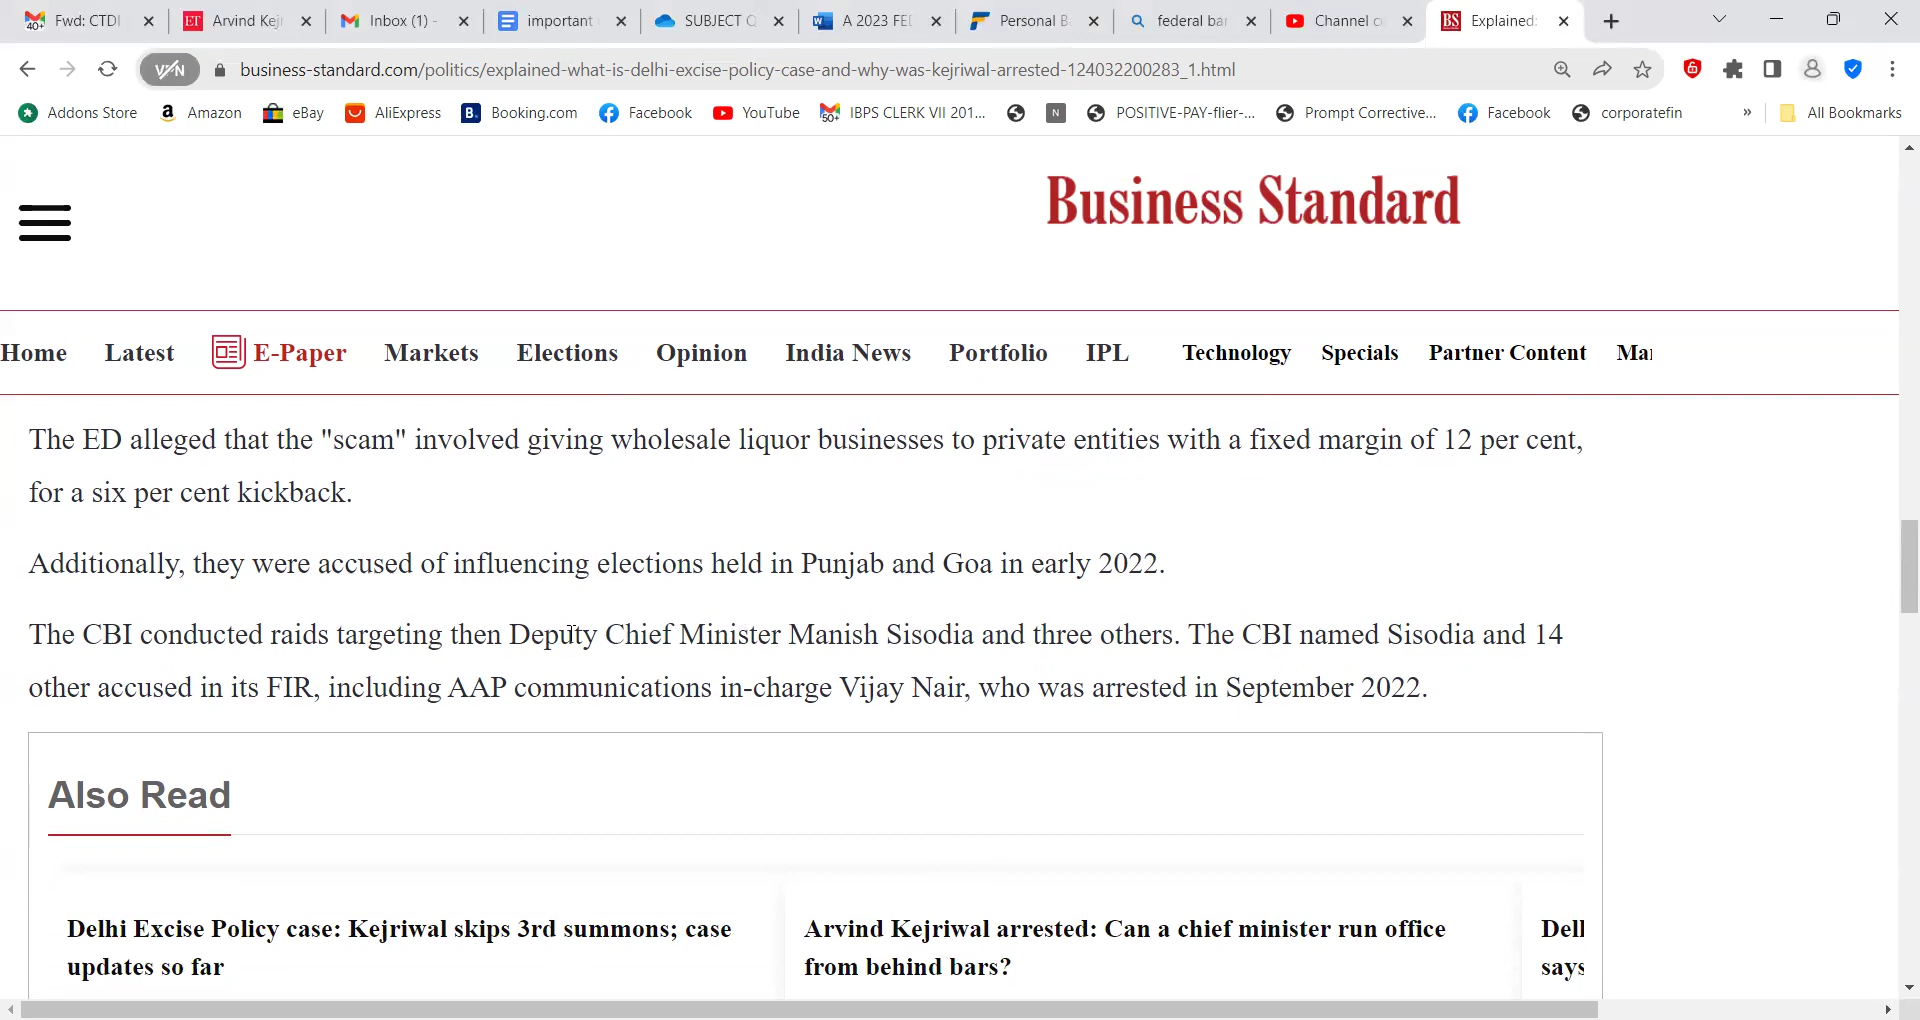 Fwd: CTDI
Arvind Kejr
Inbox (1) -
important
SUBJECT Q
A 2023 FED
Personal B
federal bar
Channel c
Explained:
VPN
business-standard.com/politics/explained-what-is-delhi-excise-policy-case-and-why-was-kejriwal-arrested-124032200283_1.html
Addons Store
Amazon
eBay
AliExpress
Booking.com
Facebook
YouTube
IBPS CLERK VII 201...
POSITIVE-PAY-flier-...
Prompt Corrective...
Facebook
corporatefin
»
All Bookmarks
Business Standard
Home Latest E-Paper Markets Elections Opinion India News Portfolio IPL Technology Specials Partner Content Mar
The ED alleged that the "scam" involved giving wholesale liquor businesses to private entities with a fixed margin of 12 per cent,
for a six per cent kickback.
Additionally, they were accused of influencing elections held in Punjab and Goa in early 2022.
The CBI conducted raids targeting then Deputy Chief Minister Manish Sisodia and three others. The CBI named Sisodia and 14
other accused in its FIR, including AAP communications in-charge Vijay Nair, who was arrested in September 2022.
Also Read
Delhi Excise Policy case: Kejriwal skips 3rd summons; case
updates so far
Arvind Kejriwal arrested: Can a chief minister run office
from behind bars?
Delh
says